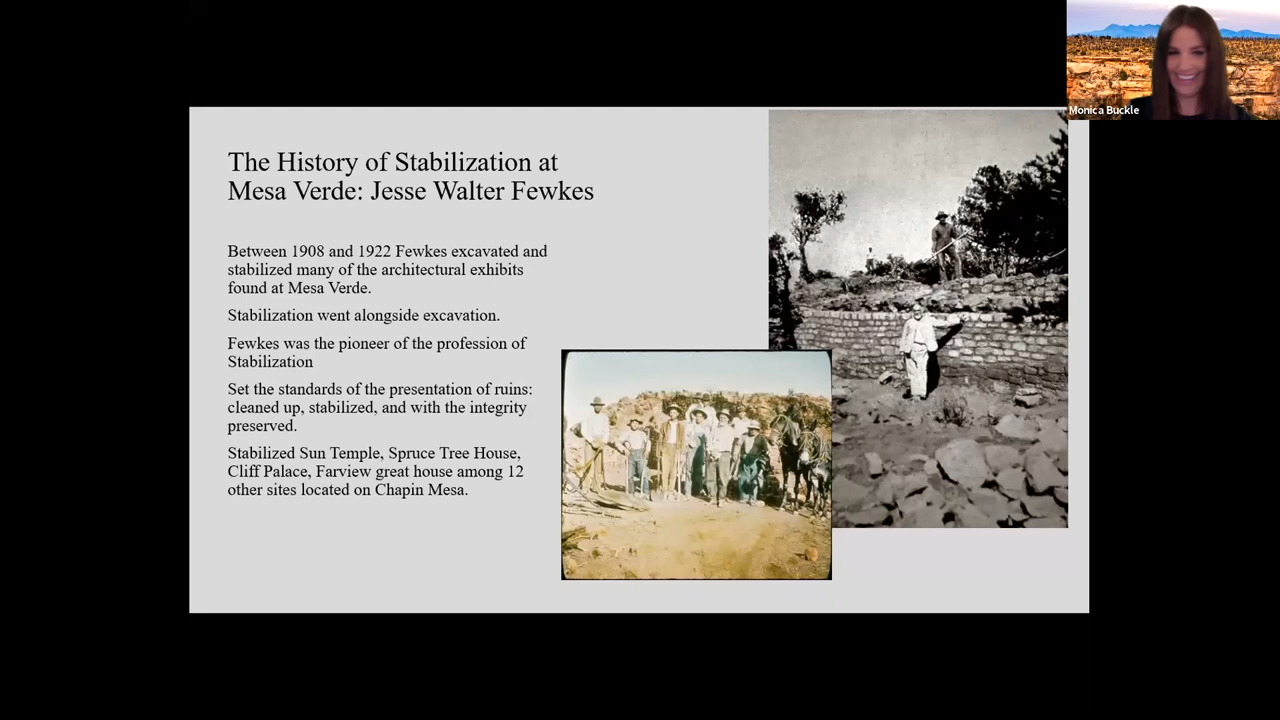 Monica Buckle
The History of Stabilization at
Mesa Verde: Jesse Walter Fewkes
Between 1908 and 1922 Fewkes excavated and
stabilized many of the architectural exhibits
found at Mesa Verde.
Stabilization went alongside excavation.
Fewkes was the pioneer of the profession of
Stabilization
Set the standards of the presentation of ruins:
cleaned up, stabilized, and with the integrity
preserved.
Stabilized Sun Temple, Spruce Tree House,
Cliff Palace, Farview great house among 12
other sites located on Chapin Mesa.